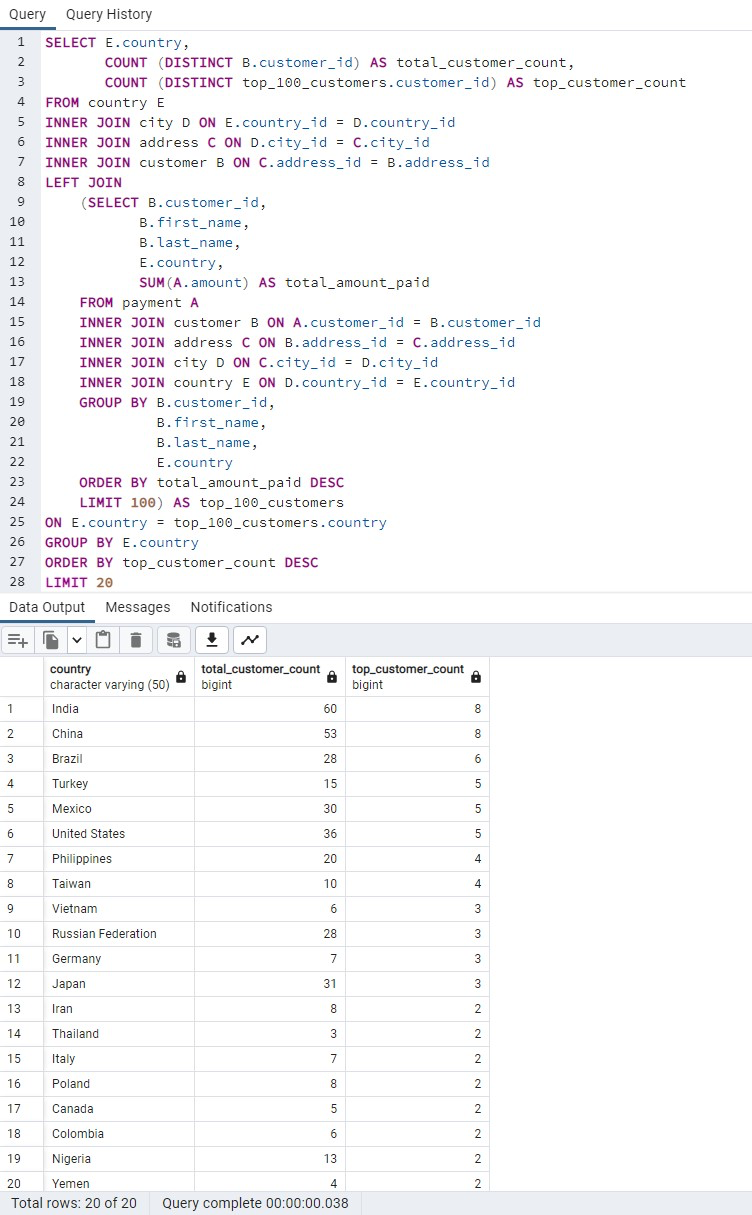 Query Query History
1 SELECT E.country,
2 COUNT (DISTINCT B.customer_id) AS total_customer_count,
3 COUNT (DISTINCT top_100_customers.customer_id) AS top_customer_count
4 FROM country E
5 INNER JOIN city D ON E.country_id = D.country_id
6 INNER JOIN address C ON D.city_id = C.city_id
7 INNER JOIN customer B ON C.address_id = B.address_id
8 LEFT JOIN
9 (SELECT B.customer_id,
10 B.first_name,
11 B.last_name,
12 E.country,
13 SUM(A.amount) AS total_amount_paid
14 FROM payment A
15 INNER JOIN customer B ON A.customer_id = B.customer_id
16 INNER JOIN address C ON B.address_id = C.address_id
17 INNER JOIN city D ON C.city_id = D.city_id
18 INNER JOIN country E ON D.country_id = E.country_id
19 GROUP BY B.customer_id,
20 B.first_name,
21 B.last_name,
22 E.country
23 ORDER BY total_amount_paid DESC
24 LIMIT 100) AS top_100_customers
25 ON E.country = top_100_customers.country
26 GROUP BY E.country
27 ORDER BY top_customer_count DESC
28 LIMIT 20
Data Output Messages Notifications
country total_customer_count top_customer_count
character varying (50) bigint bigint
1 India 60 8
2 China 53 8
3 Brazil 28 6
4 Turkey 15 5
5 Mexico 30 5
6 United States 36 5
7 Philippines 20 4
8 Taiwan 10 4
9 Vietnam 6 3
10 Russian Federation 28 3
11 Germany 7 3
12 Japan 31 3
13 Iran 8 2
14 Thailand 3 2
15 Italy 7 2
16 Poland 8 2
17 Canada 5 2
18 Colombia 6 2
19 Nigeria 13 2
20 Yemen 4 2
Total rows: 20 of 20 Query complete 00:00:00.038